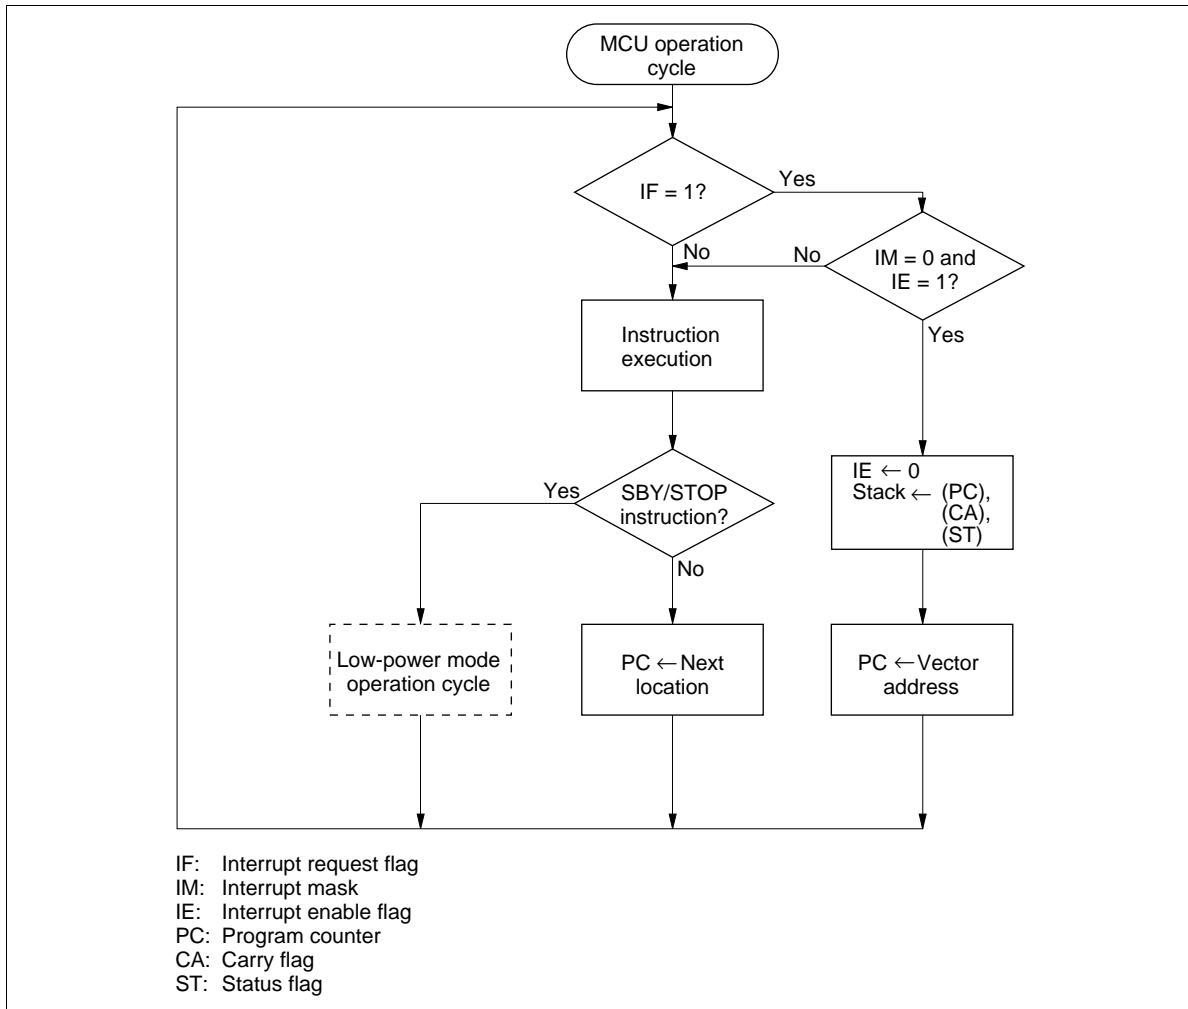 MCU operation
cycle
IF = 1?
Yes
No
No
IM = 0 and
IE = 1?
Yes
Instruction
execution
IE ← 0
Stack ← (PC),
(CA),
(ST)
Yes
SBY/STOP
instruction?
No
Low-power mode
operation cycle
PC ← Next
location
PC ← Vector
address
IF: Interrupt request flag
IM: Interrupt mask
IE: Interrupt enable flag
PC: Program counter
CA: Carry flag
ST: Status flag